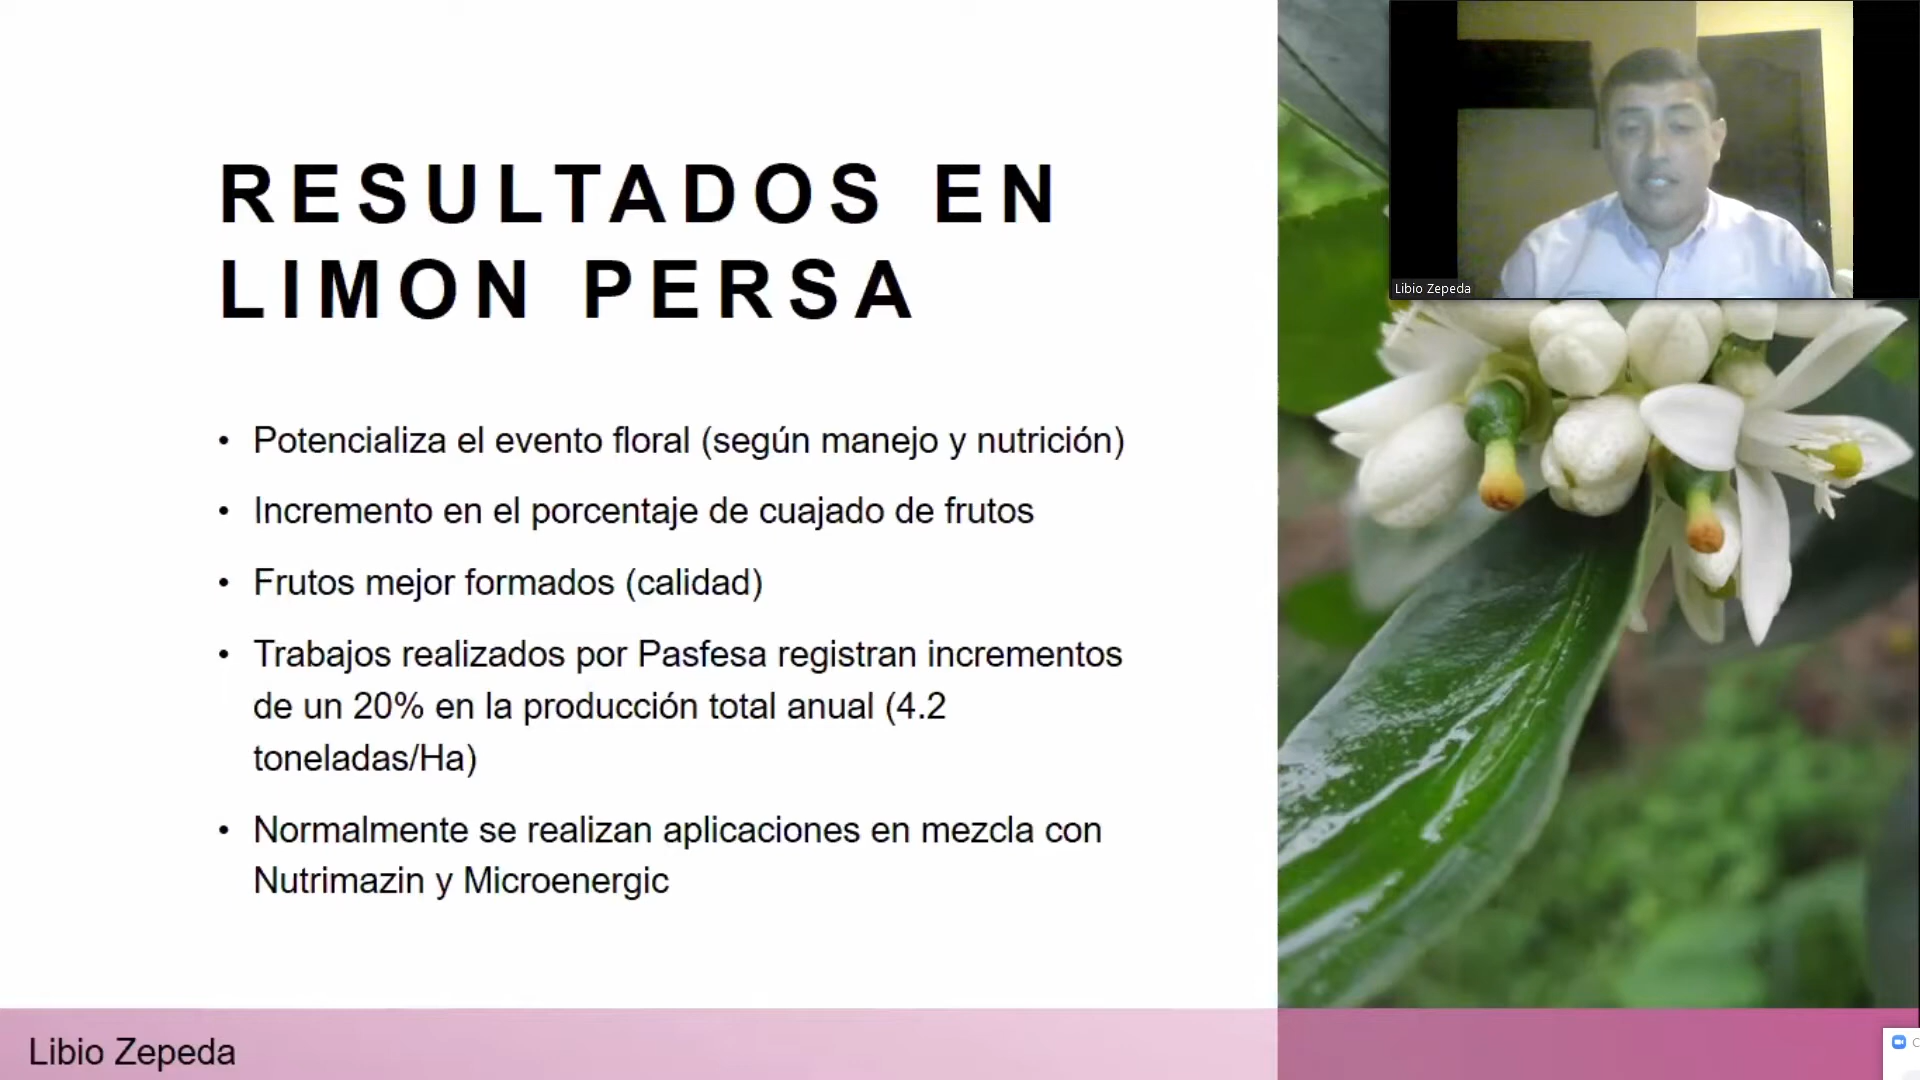 RESULTADOS EN
LIMON PERSA
• Potencializa el evento floral (según manejo y nutrición)
• Incremento en el porcentaje de cuajado de frutos
• Frutos mejor formados (calidad)
• Trabajos realizados por Pasfesa registran incrementos
de un 20% en la producción total anual (4.2
toneladas/Ha)
• Normalmente se realizan aplicaciones en mezcla con
Nutrimazin y Microenergic
Libio Zepeda
Libio Zepeda